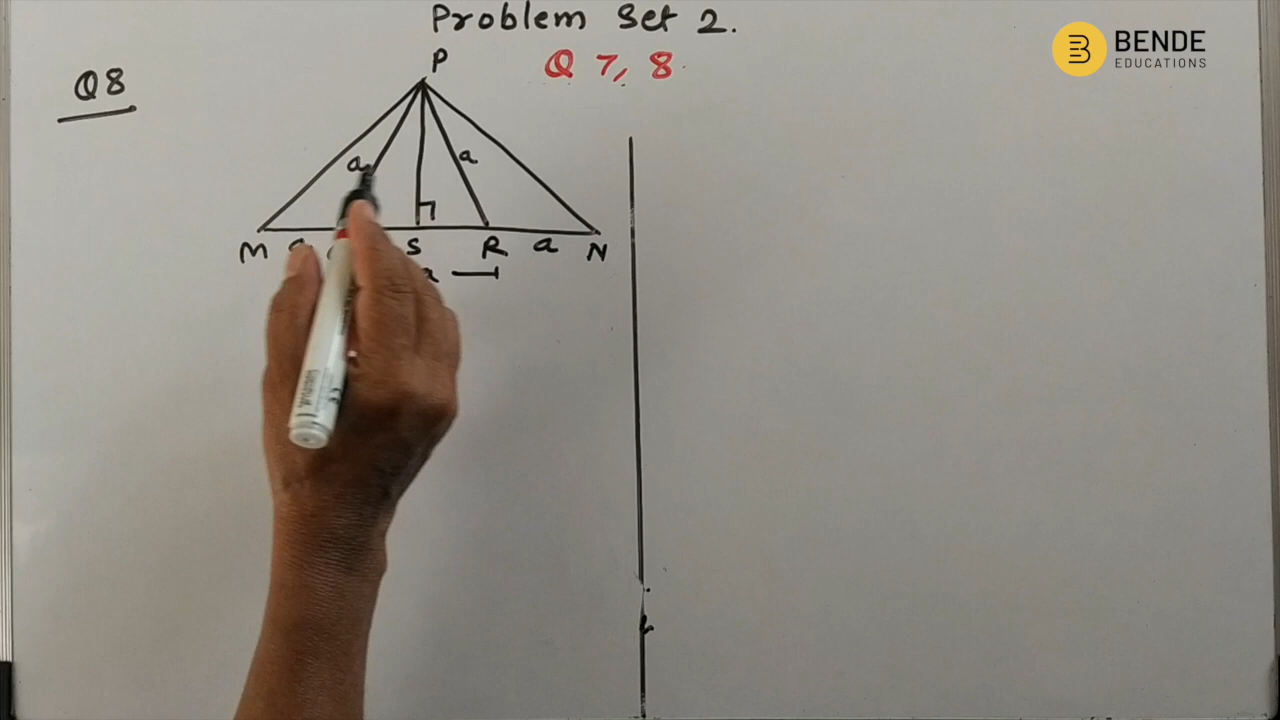 Problem Set 2.
Q 7, 8
BENDE
EDUCATIONS
Q8
P
a a
M a S R a N
a